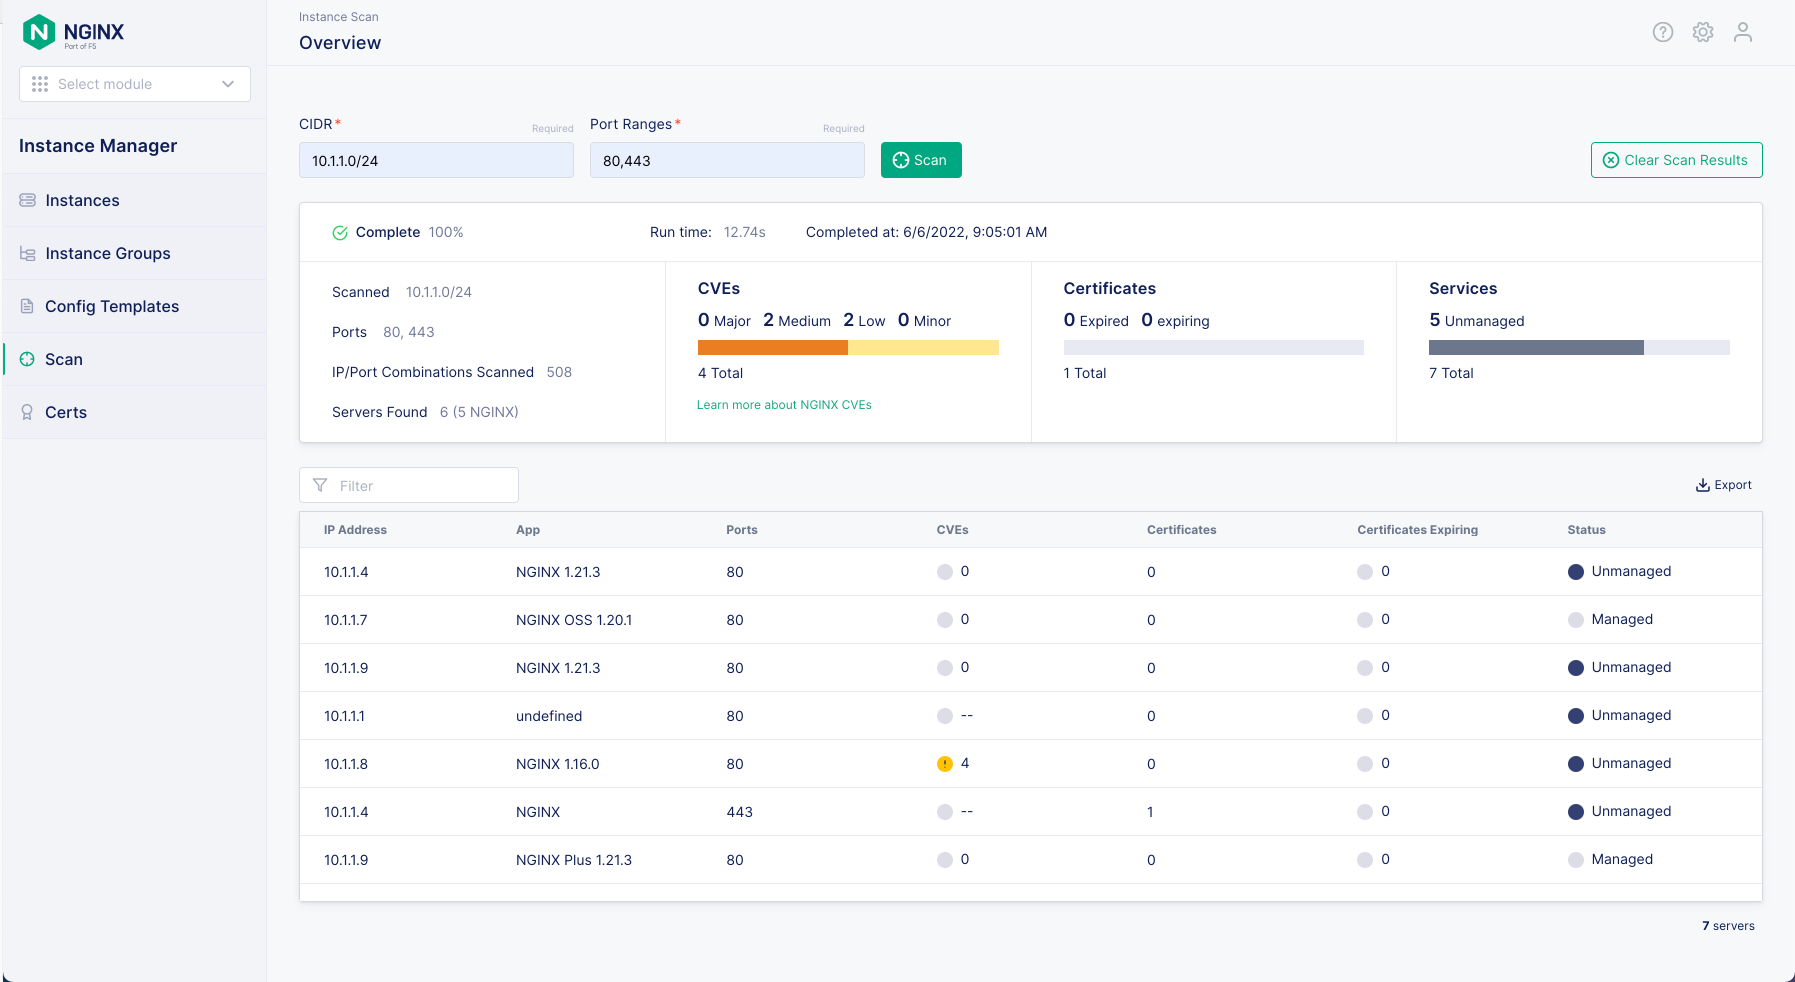 NGINX
Part of F5
Select module
Instance Manager
Instances
Instance Groups
Config Templates
Scan
Certs
Instance Scan
Overview
CIDR* Required
10.1.1.0/24
Port Ranges* Required
80,443
Scan
Clear Scan Results
Complete 100% Run time: 12.74s Completed at: 6/6/2022, 9:05:01 AM
Scanned 10.1.1.0/24
Ports 80, 443
IP/Port Combinations Scanned 508
Servers Found 6 (5 NGINX)
CVEs
0 Major 2 Medium 2 Low 0 Minor
4 Total
Learn more about NGINX CVEs
Certificates
0 Expired 0 expiring
1 Total
Services
5 Unmanaged
7 Total
Filter
Export
IP Address App Ports CVEs Certificates Certificates Expiring Status
10.1.1.4 NGINX 1.21.3 80 0 0 0 Unmanaged
10.1.1.7 NGINX OSS 1.20.1 80 0 0 0 Managed
10.1.1.9 NGINX 1.21.3 80 0 0 0 Unmanaged
10.1.1.1 undefined 80 -- 0 0 Unmanaged
10.1.1.8 NGINX 1.16.0 80 4 0 0 Unmanaged
10.1.1.4 NGINX 443 -- 1 0 Unmanaged
10.1.1.9 NGINX Plus 1.21.3 80 0 0 0 Managed
7 servers